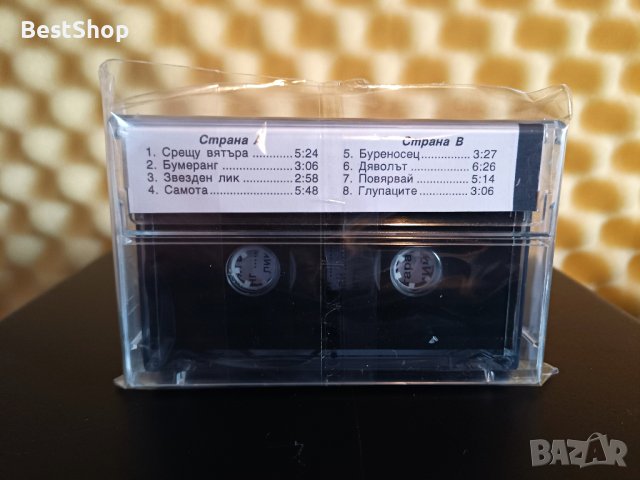 BestShop
Страна А
1. Срещу вятъра ............ 5:24
2. Бумеранг .................. 3:06
3. Звезден лик .............. 2:58
4. Самота ..................... 5:48
Страна В
5. Буреносец .............. 3:27
6. Дяволът ................. 6:26
7. Повярвай ............... 5:14
8. Глупаците .............. 3:06
BAZAR